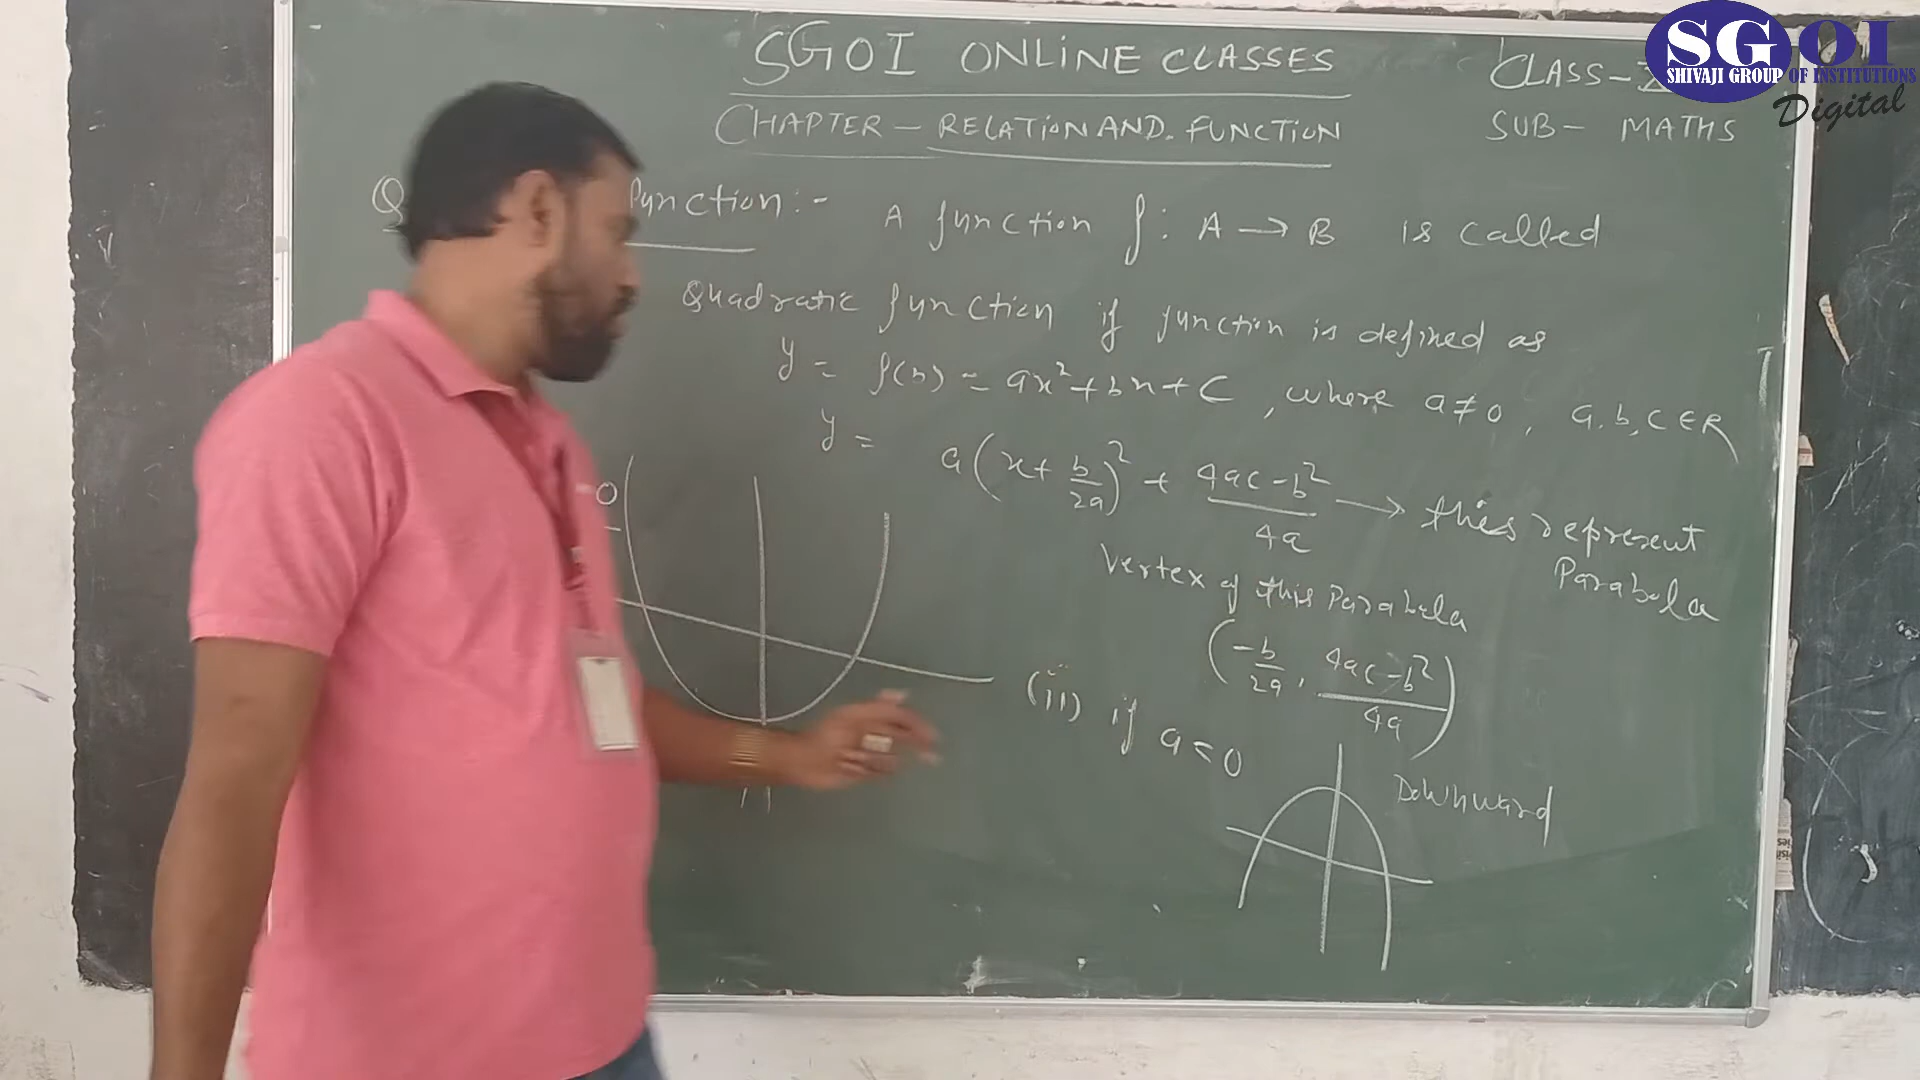 SGOI ONLINE CLASSES
CLASS-
SGOI
SHIVAJI GROUP OF INSTITUTIONS
Digital
CHAPTER - RELATION AND. FUNCTION
SUB - MATHS
Function :- A function f: A → B is called
Quadratic function if function is defined as
y = f(x) = ax²+bx+c, where a≠0, a,b,c∈R
y = a(x+b/2a)² + (4ac-b²)/4a → this represent
Parabola
Vertex of this Parabola
(-b/2a, (4ac-b²)/4a)
(ii) if a<0
Downward